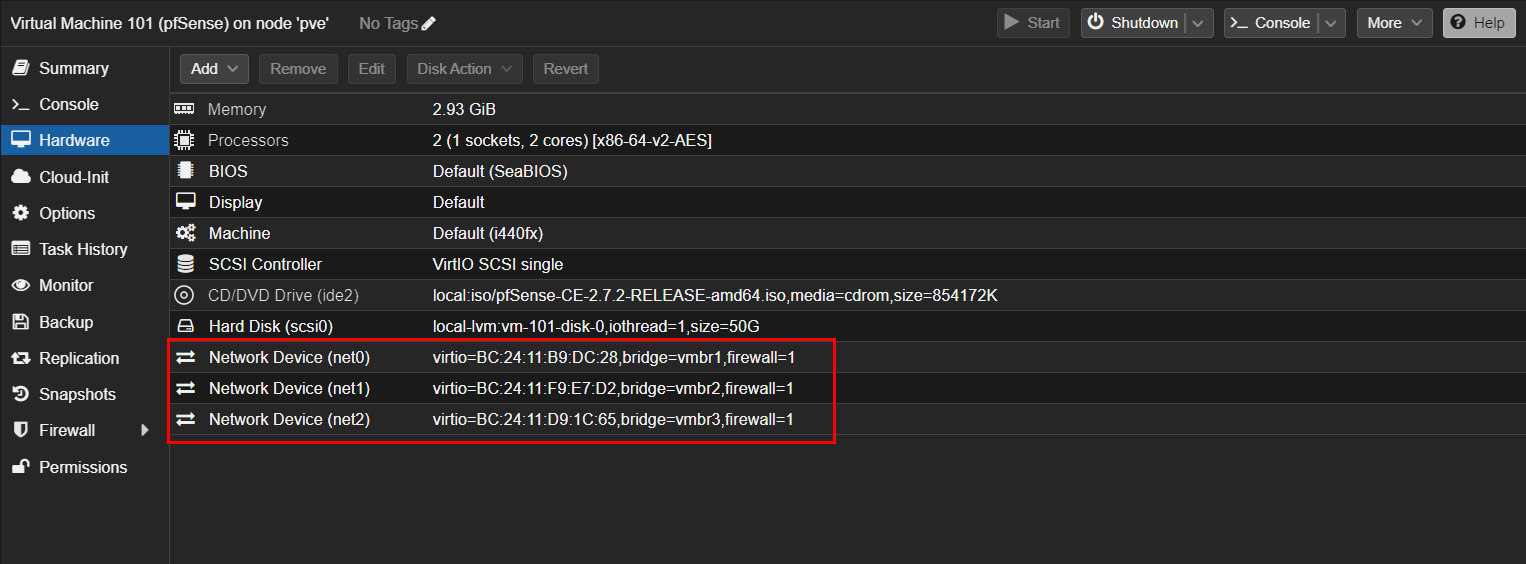 Virtual Machine 101 (pfSense) on node 'pve' No Tags Start Shutdown Console More Help
Summary
Console
Hardware
Cloud-Init
Options
Task History
Monitor
Backup
Replication
Snapshots
Firewall
Permissions
Add Remove Edit Disk Action Revert
Memory 2.93 GiB
Processors 2 (1 sockets, 2 cores) [x86-64-v2-AES]
BIOS Default (SeaBIOS)
Display Default
Machine Default (i440fx)
SCSI Controller VirtIO SCSI single
CD/DVD Drive (ide2) local:iso/pfSense-CE-2.7.2-RELEASE-amd64.iso,media=cdrom,size=854172K
Hard Disk (scsi0) local-lvm:vm-101-disk-0,iothread=1,size=50G
Network Device (net0) virtio=BC:24:11:B9:DC:28,bridge=vmbr1,firewall=1
Network Device (net1) virtio=BC:24:11:F9:E7:D2,bridge=vmbr2,firewall=1
Network Device (net2) virtio=BC:24:11:D9:1C:65,bridge=vmbr3,firewall=1